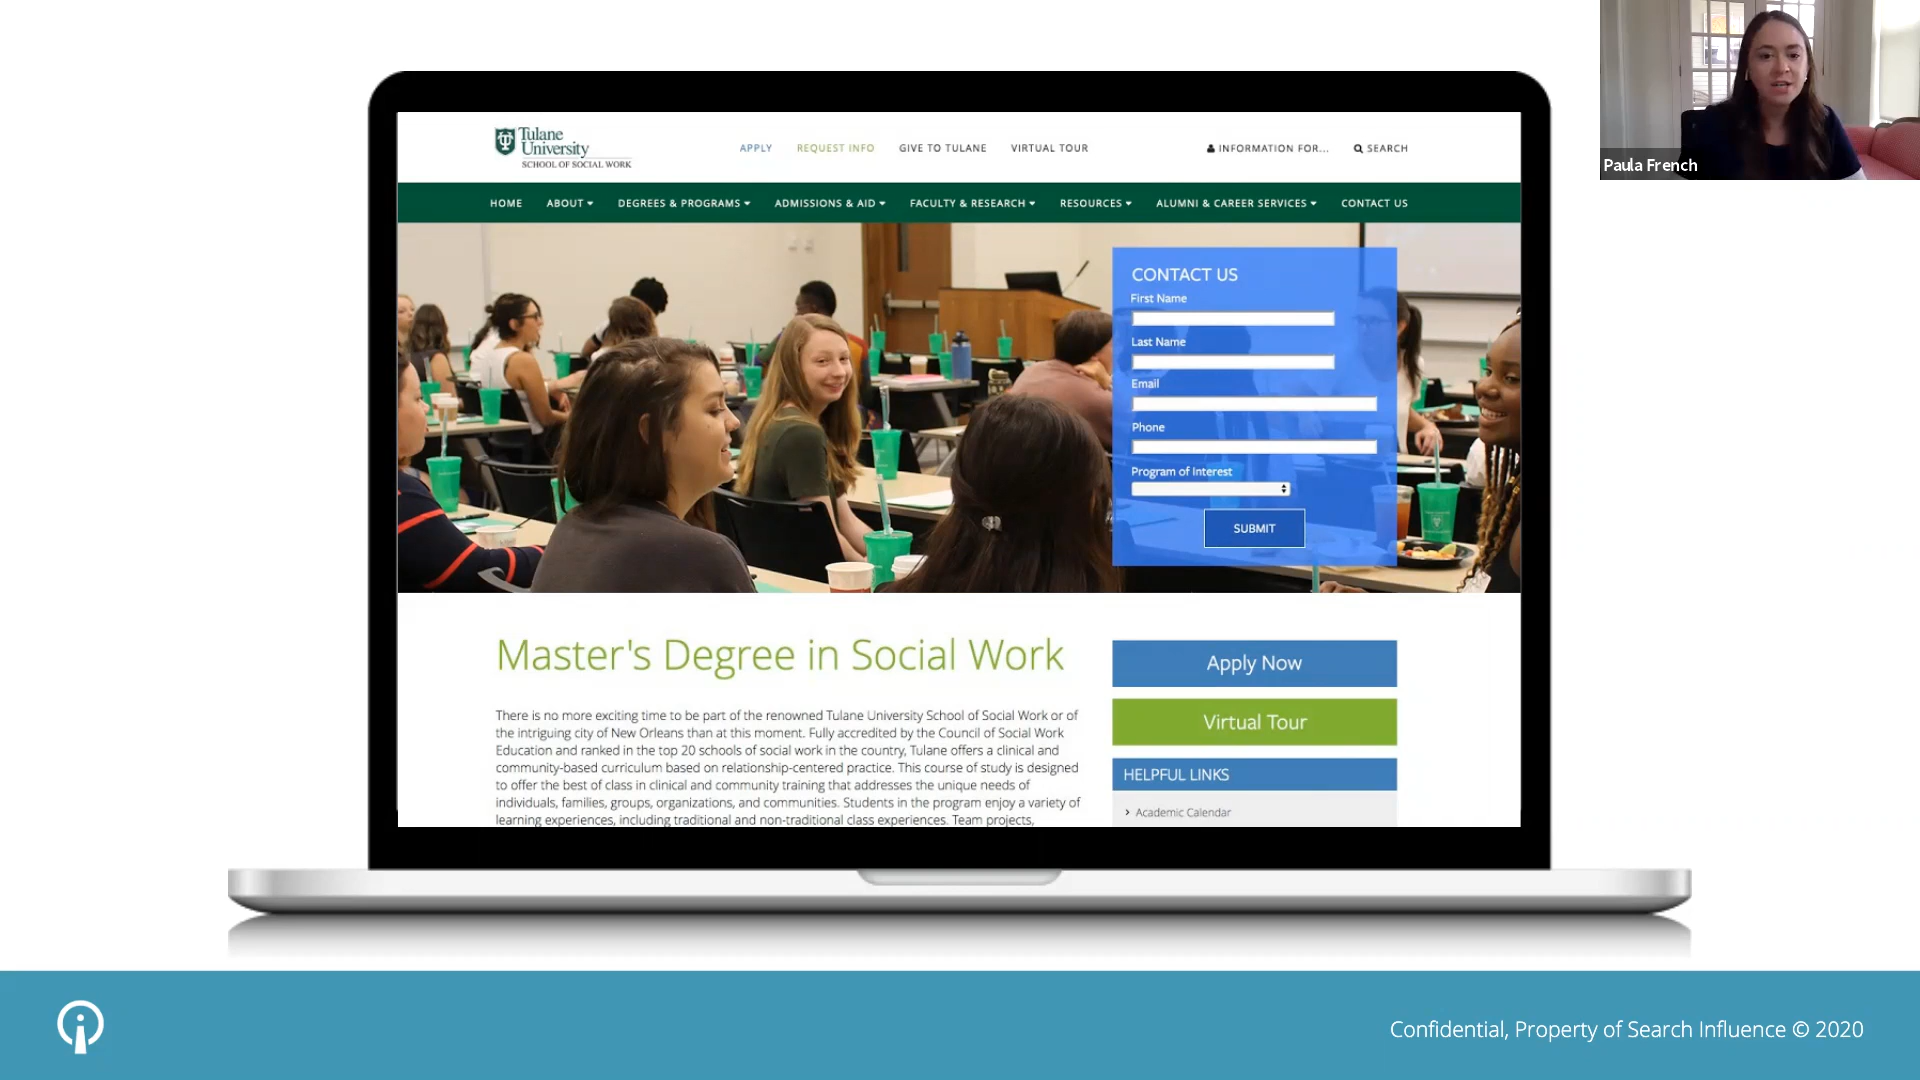 Tulane
University
SCHOOL OF SOCIAL WORK
APPLY
REQUEST INFO
GIVE TO TULANE
VIRTUAL TOUR
INFORMATION FOR...
SEARCH
HOME
ABOUT
DEGREES & PROGRAMS
ADMISSIONS & AID
FACULTY & RESEARCH
RESOURCES
ALUMNI & CAREER SERVICES
CONTACT US
CONTACT US
First Name
Last Name
Email
Phone
Program of Interest
SUBMIT
Master's Degree in Social Work
There is no more exciting time to be part of the renowned Tulane University School of Social Work or of
the intriguing city of New Orleans than at this moment. Fully accredited by the Council of Social Work
Education and ranked in the top 20 schools of social work in the country, Tulane offers a clinical and
community-based curriculum based on relationship-centered practice. This course of study is designed
to offer the best of class in clinical and community training that addresses the unique needs of
individuals, families, groups, organizations, and communities. Students in the program enjoy a variety of
learning experiences, including traditional and non-traditional class experiences. Team projects,
Apply Now
Virtual Tour
HELPFUL LINKS
Academic Calendar
Paula French
Confidential, Property of Search Influence © 2020